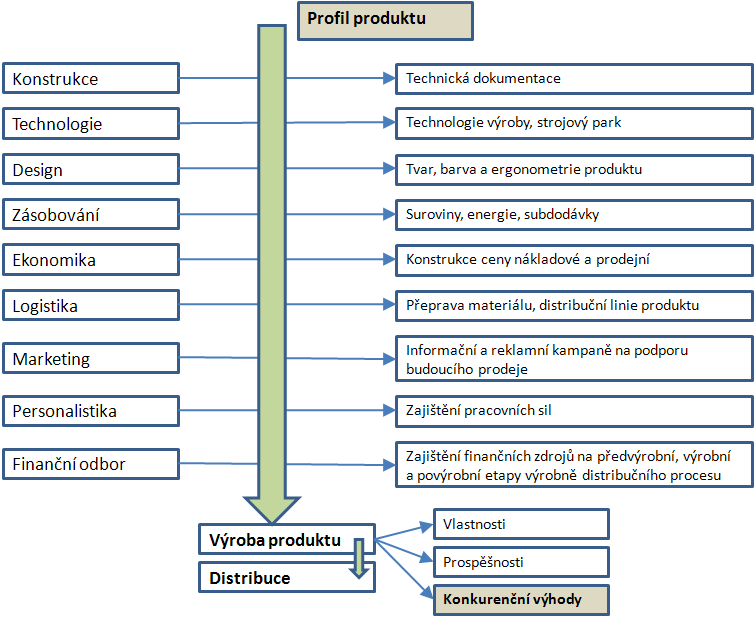 Profil produktu
Konstrukce
Technická dokumentace
Technologie
Technologie výroby, strojový park
Design
Tvar, barva a ergonometrie produktu
Zásobování
Suroviny, energie, subdodávky
Ekonomika
Konstrukce ceny nákladové a prodejní
Logistika
Přeprava materiálu, distribuční linie produktu
Marketing
Informační a reklamní kampaně na podporu
budoucího prodeje
Personalistika
Zajištění pracovních sil
Finanční odbor
Zajištění finančních zdrojů na předvýrobní, výrobní
a povýrobní etapy výrobně distribučního procesu
Výroba produktu
Distribuce
Vlastnosti
Prospěšnosti
Konkurenční výhody